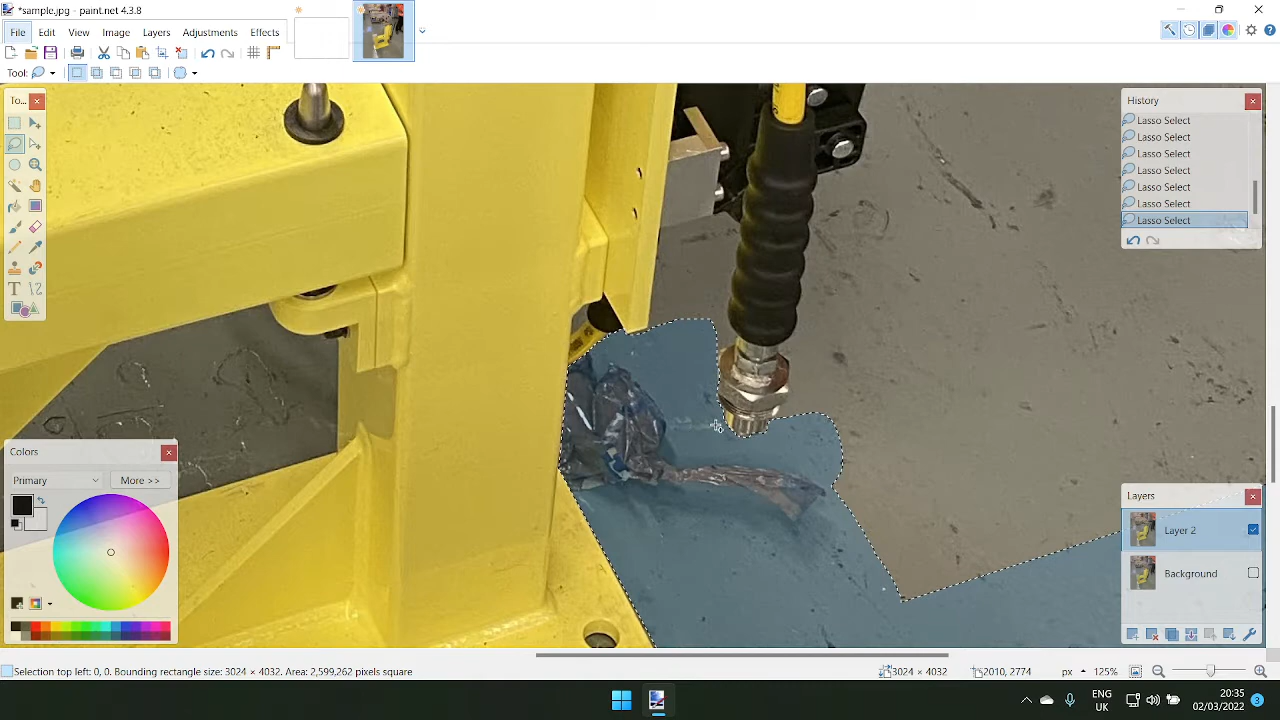 *sample.jpg - paint.net 4.3.8
File Edit View Image Layers Adjustments Effects
Tool:
To...
History
Lasso Select
Lasso Select
Lasso Select
Lasso Select
Lasso Select
Lasso Select
Lasso Select
Colors
Primary
More >>
Layers
Layer 2
Background
Selection top left: 0, 0. Bounding rectangle size: 3024 × 4032. Area: 2,599,262 pixels square
3024 × 4032
2010, 2774
px
125%
ENG
UK
20:35
02/03/2022
3